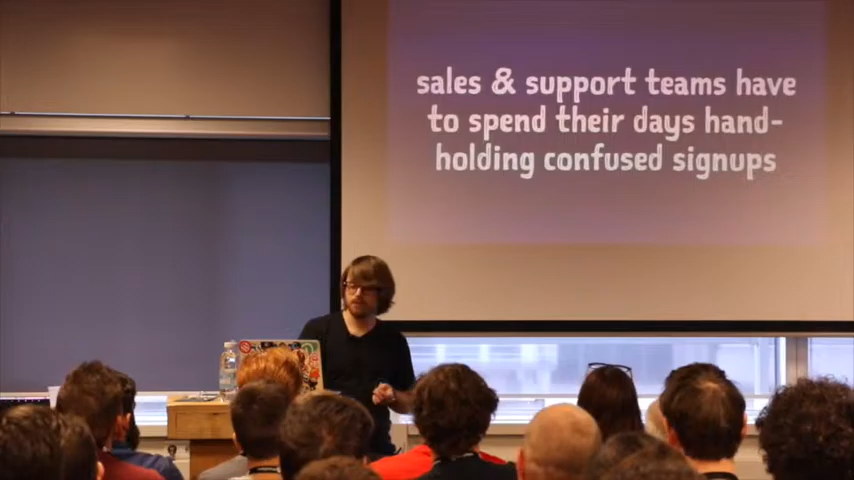 sales & support teams have
to spend their days hand-
holding confused signups